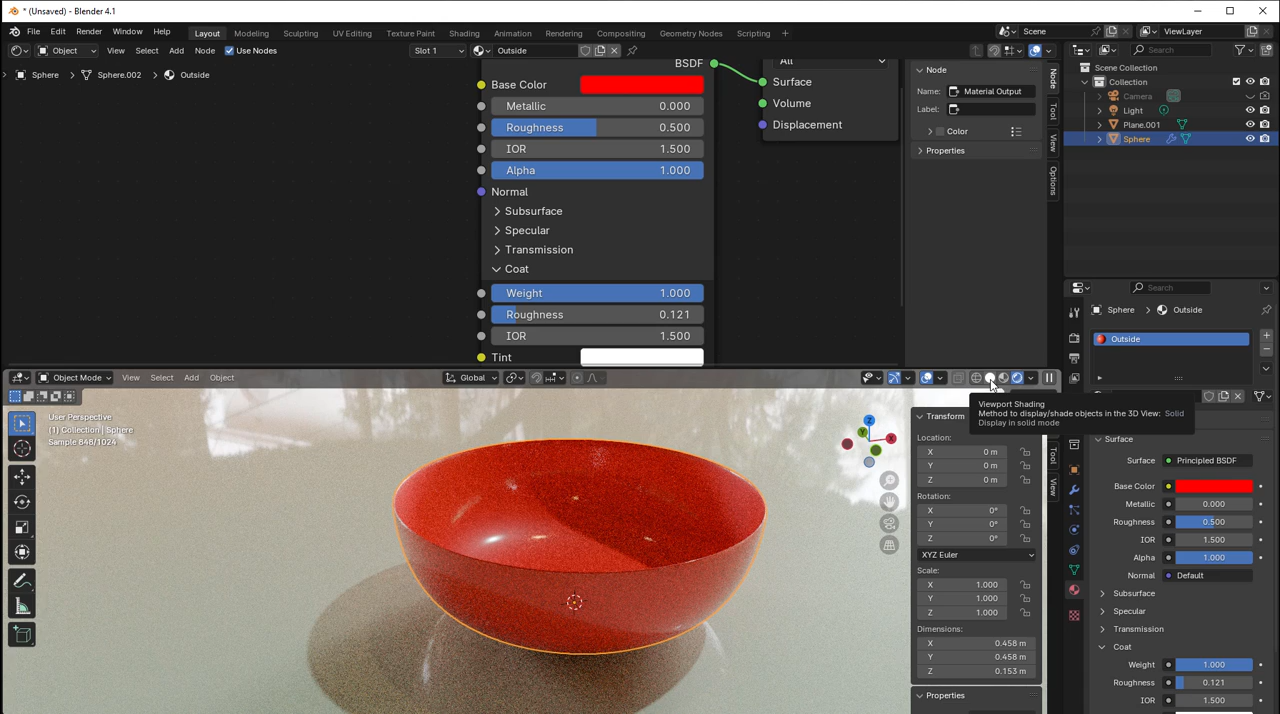 * (Unsaved) - Blender 4.1
File Edit Render Window Help Layout Modeling Sculpting UV Editing Texture Paint Shading Animation Rendering Compositing Geometry Nodes Scripting + Scene ViewLayer
Object View Select Add Node Use Nodes Slot 1 Outside Search
Sphere > Sphere.002 > Outside
BSDF
Base Color
Metallic 0.000
Roughness 0.500
IOR 1.500
Alpha 1.000
Normal
Subsurface
Specular
Transmission
Coat
Weight 1.000
Roughness 0.121
IOR 1.500
Tint
All
Surface
Volume
Displacement
Node
Name: Material Output
Label:
Color
Properties
Node
Tool
View
Options
Scene Collection
Collection
Camera
Light
Plane.001
Sphere
Search
Sphere > Outside
Outside
Object Mode View Select Add Object Global
User Perspective
(1) Collection | Sphere
Sample 848/1024
Z
Y
X
Viewport Shading
Method to display/shade objects in the 3D View: Solid
Display in solid mode
Transform
Location:
X 0 m
Y 0 m
Z 0 m
Rotation:
X 0°
Y 0°
Z 0°
XYZ Euler
Scale:
X 1.000
Y 1.000
Z 1.000
Dimensions:
X 0.458 m
Y 0.458 m
Z 0.153 m
Properties
Tool
View
Surface
Surface Principled BSDF
Base Color
Metallic 0.000
Roughness 0.500
IOR 1.500
Alpha 1.000
Normal Default
Subsurface
Specular
Transmission
Coat
Weight 1.000
Roughness 0.121
IOR 1.500